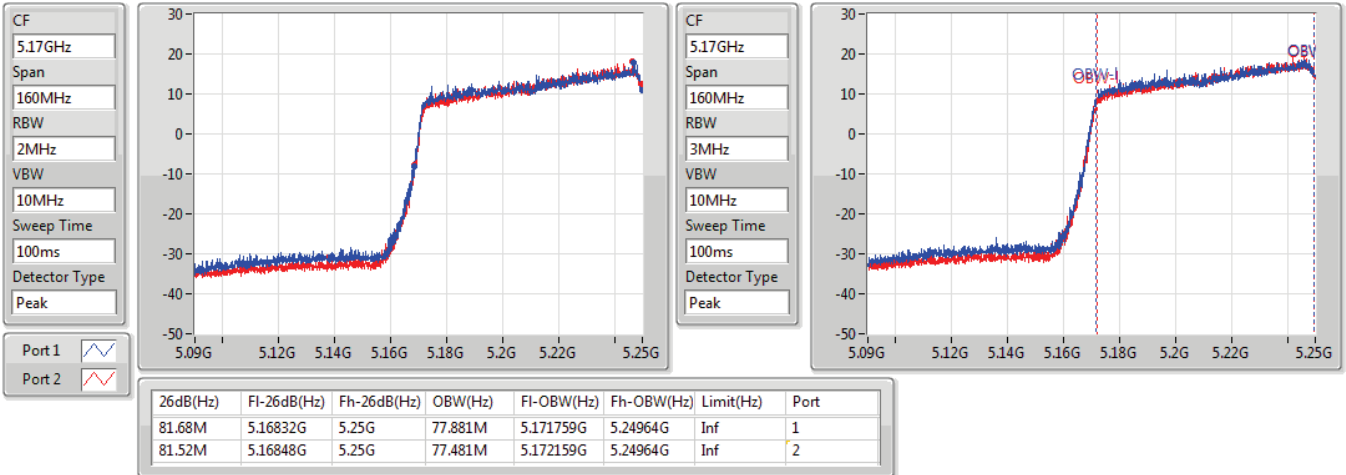 CF
5.17GHz
Span
160MHz
RBW
2MHz
VBW
10MHz
Sweep Time
100ms
Detector Type
Peak
Port 1
Port 2
30
20
10
0
-10
-20
-30
-40
-50
5.09G 5.12G 5.14G 5.16G 5.18G 5.2G 5.22G 5.25G
CF
5.17GHz
Span
160MHz
RBW
3MHz
VBW
10MHz
Sweep Time
100ms
Detector Type
Peak
30
20
10
0
-10
-20
-30
-40
-50
OBW-l
OBW
5.09G 5.12G 5.14G 5.16G 5.18G 5.2G 5.22G 5.25G
26dB(Hz) Fl-26dB(Hz) Fh-26dB(Hz) OBW(Hz) Fl-OBW(Hz) Fh-OBW(Hz) Limit(Hz) Port
81.68M 5.16832G 5.25G 77.881M 5.171759G 5.24964G Inf 1
81.52M 5.16848G 5.25G 77.481M 5.172159G 5.24964G Inf 2